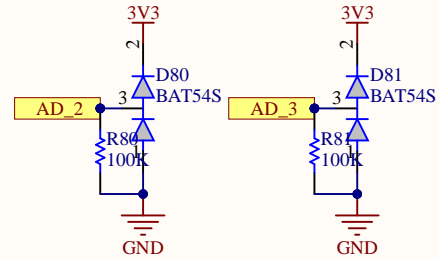 3V3 3V3
2 2
D80 D81
BAT54S BAT54S
3 3
AD_2 AD_3
R80 R81
1 1
100K 100K
GND GND